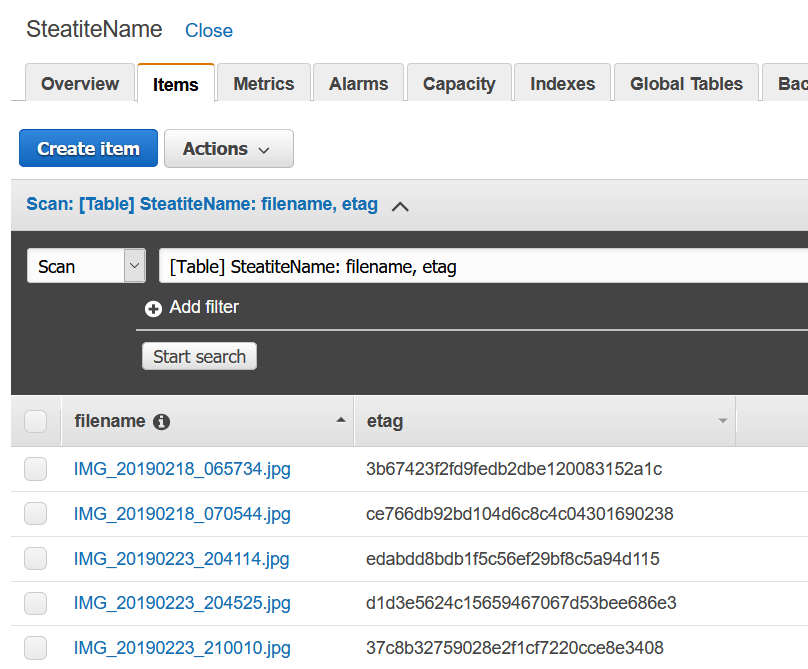 SteatiteName Close
Overview Items Metrics Alarms Capacity Indexes Global Tables Bac
Create item Actions
Scan: [Table] SteatiteName: filename, etag
Scan [Table] SteatiteName: filename, etag
Add filter
Start search
filename etag
IMG_20190218_065734.jpg 3b67423f2fd9fedb2dbe120083152a1c
IMG_20190218_070544.jpg ce766db92bd104d6c8c4c04301690238
IMG_20190223_204114.jpg edabdd8bdb1f5c56ef29bf8c5a94d115
IMG_20190223_204525.jpg d1d3e5624c15659467067d53bee686e3
IMG_20190223_210010.jpg 37c8b32759028e2f1cf7220cce8e3408